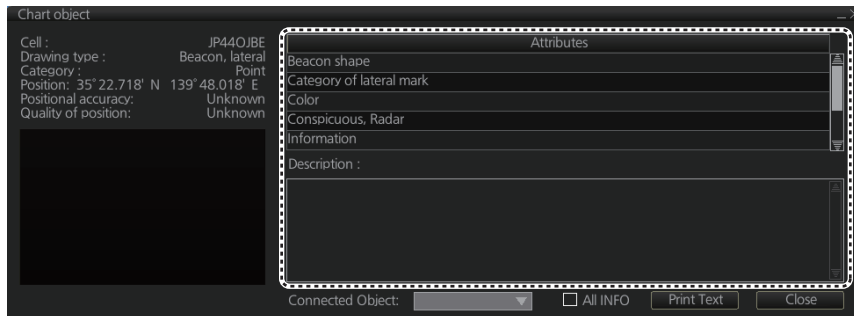 Chart object
Cell : JP44OJBE
Drawing type : Beacon, lateral
Category : Point
Position: 35°22.718' N 139°48.018' E
Positional accuracy: Unknown
Quality of position: Unknown
Attributes
Beacon shape
Category of lateral mark
Color
Conspicuous, Radar
Information
Description :
Connected Object:
All INFO
Print Text
Close